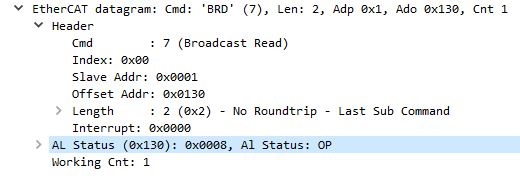 EtherCAT datagram: Cmd: 'BRD' (7), Len: 2, Adp 0x1, Ado 0x130, Cnt 1
Header
Cmd : 7 (Broadcast Read)
Index: 0x00
Slave Addr: 0x0001
Offset Addr: 0x0130
Length : 2 (0x2) - No Roundtrip - Last Sub Command
Interrupt: 0x0000
AL Status (0x130): 0x0008, Al Status: OP
Working Cnt: 1